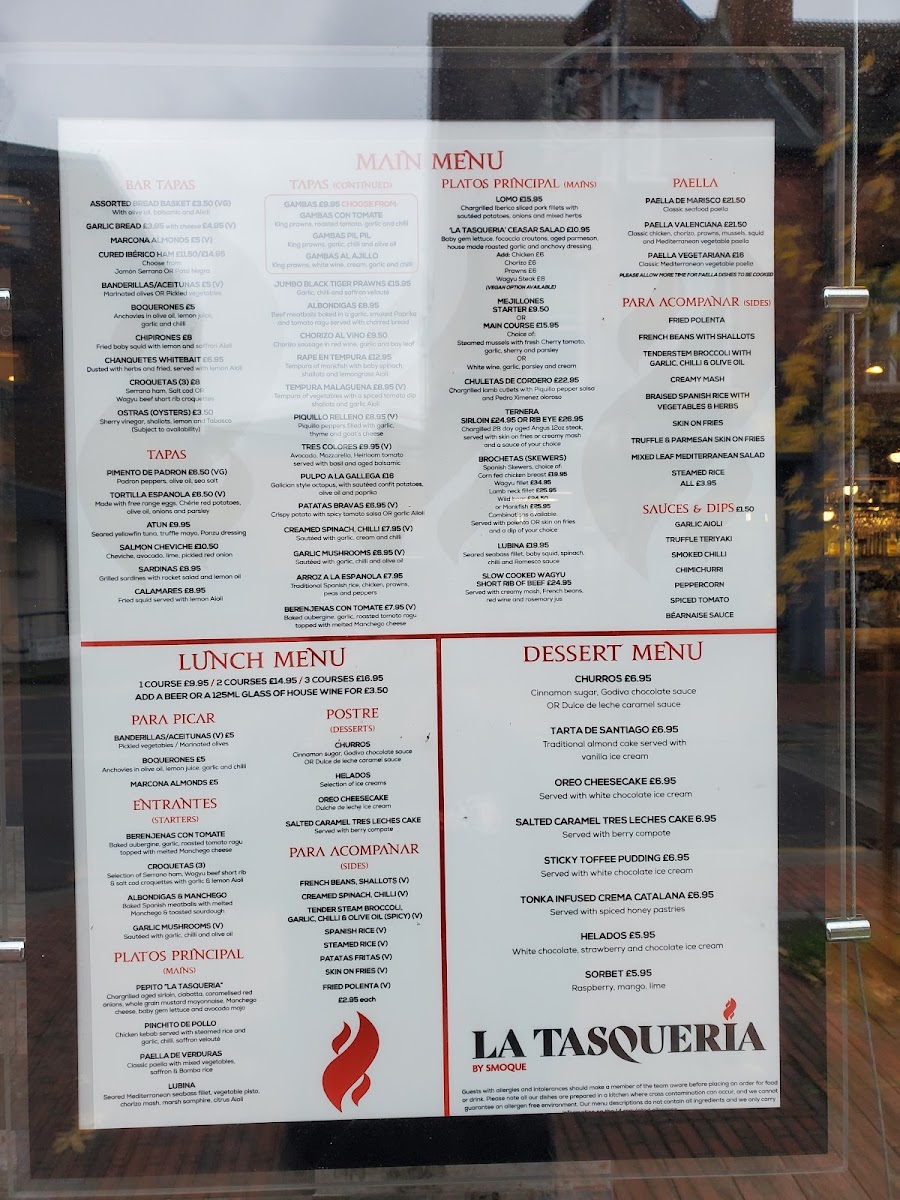 MAIN MENU
BAR TAPAS
ASSORTED BREAD BASKET £3.50 (VG)
With olive oil, balsamic and Alioli
GARLIC BREAD £3.95 with cheese £4.95 (V)
MARCONA ALMONDS £5 (V)
CURED IBÉRICO HAM £11.50/£14.95
Choose from:
Jamón Serrano OR Pata Negra
BANDERILLAS/ACEITUNAS £5 (V)
Marinated olives OR Pickled vegetables
BOQUERONES £5
Anchovies in olive oil, lemon juice,
garlic and chilli
CHIPIRONES £8
Fried baby squid with lemon and saffron Alioli
CHANQUETES WHITEBAIT £6.95
Dusted with herbs and fried, served with lemon Alioli
CROQUETAS (3) £8
Serrano ham, Salt cod OR
Wagyu beef short rib croquettes
OSTRAS (OYSTERS) £3.50
Sherry vinegar, shallots, lemon and Tabasco
(Subject to availability)
TAPAS
PIMENTO DE PADRON £6.50 (VG)
Padron peppers, olive oil, sea salt
TORTILLA ESPANOLA £6.50 (V)
Made with free range eggs, Chérie red potatoes,
olive oil, onions and parsley
ATUN £9.95
Seared yellowfin tuna, truffle mayo, Ponzu dressing
SALMON CHEVICHE £10.50
Cheviche, avocado, lime, pickled red onion
SARDINAS £8.95
Grilled sardines with rocket salad and lemon oil
CALAMARES £8.95
Fried squid served with lemon Alioli
TAPAS (CONTINUED)
GAMBAS £9.95 CHOOSE FROM:
GAMBAS CON TOMATE
King prawns, roasted tomato, garlic and chilli
GAMBAS PIL PIL
King prawns, garlic, chilli and olive oil
GAMBAS AL AJILLO
King prawns, white wine, cream, garlic and chilli
JUMBO BLACK TIGER PRAWNS £15.95
Garlic, chilli and saffron velouté
ALBONDIGAS £8.95
Beef meatballs baked in a garlic, smoked Paprika
and tomato ragu served with charred bread
CHORIZO AL VINO £9.50
Chorizo sausage in red wine, garlic and bay leaf
RAPE EN TEMPURA £12.95
Tempura of monkfish with baby spinach,
shallots and lemongrass Alioli
TEMPURA MALAGUENA £8.95 (V)
Tempura of vegetables with a spiced tomato dip
shallots and garlic Alioli
PIQUILLO RELLENO £8.95 (V)
Piquillo peppers filled with garlic,
thyme and goat's cheese
TRES COLORES £9.95 (V)
Avocado, Mozzarella, Heirloom tomato
served with basil and aged balsamic
PULPO A LA GALLEGA £16
Galician style octopus, with sautéed confit potatoes,
olive oil and paprika
PATATAS BRAVAS £6.95 (V)
Crispy potato with spicy tomato salsa OR garlic Alioli
CREAMED SPINACH, CHILLI £7.95 (V)
Sautéed with garlic, cream and chilli
GARLIC MUSHROOMS £6.95 (V)
Sautéed with garlic, chilli and olive oil
ARROZ A LA ESPANOLA £7.95
Traditional Spanish rice, chicken, prawns,
peas and peppers
BERENJENAS CON TOMATE £7.95 (V)
Baked aubergine, garlic, roasted tomato ragu
topped with melted Manchego cheese
PLATOS PRINCIPAL (MAINS)
LOMO £15.95
Chargrilled Iberico sliced pork fillets with
sautéed potatoes, onions and mixed herbs
'LA TASQUERIA' CEASAR SALAD £10.95
Baby gem lettuce, focaccia croutons, aged parmesan,
house made roasted garlic and anchovy dressing
Add: Chicken £6
Chorizo £6
Prawns £6
Wagyu Steak £8
(VEGAN OPTION AVAILABLE)
MEJILLONES
STARTER £9.50
OR
MAIN COURSE £15.95
Choice of:
Steamed mussels with fresh Cherry tomato,
garlic, sherry and parsley
OR
White wine, garlic, parsley and cream
CHULETAS DE CORDERO £22.95
Chargrilled lamb cutlets with Piquillo pepper salsa
and Pedro Ximenez oloroso
TERNERA
SIRLOIN £24.95 OR RIB EYE £26.95
Chargrilled 28 day aged Angus 12oz steak,
served with skin on fries or creamy mash
and a sauce of your choice
BROCHETAS (SKEWERS)
Spanish Skewers, choice of:
Corn fed chicken breast £19.95
Wagyu fillet £34.95
Lamb neck fillet £25.95
Wild boar £24.50
or Monkfish £25.95
Combinations available.
Served with polenta OR skin on fries
and a dip of your choice
LUBINA £19.95
Seared seabass fillet, baby squid, spinach,
chilli and Romesco sauce
SLOW COOKED WAGYU
SHORT RIB OF BEEF £24.95
Served with creamy mash, French beans,
red wine and rosemary jus
PAELLA
PAELLA DE MARISCO £21.50
Classic seafood paella
PAELLA VALENCIANA £21.50
Classic chicken, chorizo, prawns, mussels, squid
and Mediterranean vegetable paella
PAELLA VEGETARIANA £16
Classic Mediterranean vegetable paella
PLEASE ALLOW MORE TIME FOR PAELLA DISHES TO BE COOKED
PARA ACOMPANAR (SIDES)
FRIED POLENTA
FRENCH BEANS WITH SHALLOTS
TENDERSTEM BROCCOLI WITH
GARLIC, CHILLI & OLIVE OIL
CREAMY MASH
BRAISED SPANISH RICE WITH
VEGETABLES & HERBS
SKIN ON FRIES
TRUFFLE & PARMESAN SKIN ON FRIES
MIXED LEAF MEDITERRANEAN SALAD
STEAMED RICE
ALL £3.95
SAUCES & DIPS £1.50
GARLIC AIOLI
TRUFFLE TERIYAKI
SMOKED CHILLI
CHIMICHURRI
PEPPERCORN
SPICED TOMATO
BÉARNAISE SAUCE
LUNCH MENU
1 COURSE £9.95 / 2 COURSES £14.95 / 3 COURSES £16.95
ADD A BEER OR A 125ML GLASS OF HOUSE WINE FOR £3.50
PARA PICAR
BANDERILLAS/ACEITUNAS (V) £5
Pickled vegetables / Marinated olives
BOQUERONES £5
Anchovies in olive oil, lemon juice, garlic and chilli
MARCONA ALMONDS £5
ENTRANTES
(STARTERS)
BERENJENAS CON TOMATE
Baked aubergine, garlic, roasted tomato ragu
topped with melted Manchego cheese
CROQUETAS (3)
Selection of Serrano ham, Wagyu beef short rib
& salt cod croquettes with garlic & lemon Aioli
ALBONDIGAS & MANCHEGO
Baked Spanish meatballs with melted
Manchego & toasted sourdough
GARLIC MUSHROOMS (V)
Sautéed with garlic, chilli and olive oil
PLATOS PRINCIPAL
(MAINS)
PEPITO "LA TASQUERIA"
Chargrilled aged sirloin, ciabatta, caramelised red
onions, whole grain mustard mayonnaise, Manchego
cheese, baby gem lettuce and avocado mojo
PINCHITO DE POLLO
Chicken kebab served with steamed rice and
garlic, chilli, saffron velouté
PAELLA DE VERDURAS
Classic paella with mixed vegetables,
saffron & Bomba rice
LUBINA
Seared Mediterranean seabass fillet, vegetable pisto,
chorizo mash, marsh samphire, citrus Aioli
POSTRE
(DESSERTS)
CHURROS
Cinnamon sugar, Godiva chocolate sauce
OR Dulce de leche caramel sauce
HELADOS
Selection of ice creams
OREO CHEESECAKE
Dulche de leche ice cream
SALTED CARAMEL TRES LECHES CAKE
Served with berry compote
PARA ACOMPANAR
(SIDES)
FRENCH BEANS, SHALLOTS (V)
CREAMED SPINACH, CHILLI (V)
TENDER STEAM BROCCOLI,
GARLIC, CHILLI & OLIVE OIL (SPICY) (V)
SPANISH RICE (V)
STEAMED RICE (V)
PATATAS FRITAS (V)
SKIN ON FRIES (V)
FRIED POLENTA (V)
£2.95 each
DESSERT MENU
CHURROS £6.95
Cinnamon sugar, Godiva chocolate sauce
OR Dulce de leche caramel sauce
TARTA DE SANTIAGO £6.95
Traditional almond cake served with
vanilla ice cream
OREO CHEESECAKE £6.95
Served with white chocolate ice cream
SALTED CARAMEL TRES LECHES CAKE 6.95
Served with berry compote
STICKY TOFFEE PUDDING £6.95
Served with white chocolate ice cream
TONKA INFUSED CREMA CATALANA £6.95
Served with spiced honey pastries
HELADOS £5.95
White chocolate, strawberry and chocolate ice cream
SORBET £5.95
Raspberry, mango, lime
LA TASQUERÍA
BY SMOQUE
Guests with allergies and intolerances should make a member of the team aware before placing an order for food
or drink. Please note all our dishes are prepared in a kitchen where cross contamination can occur, and we cannot
guarantee an allergen free environment. Our menu descriptions do not contain all ingredients and we only carry